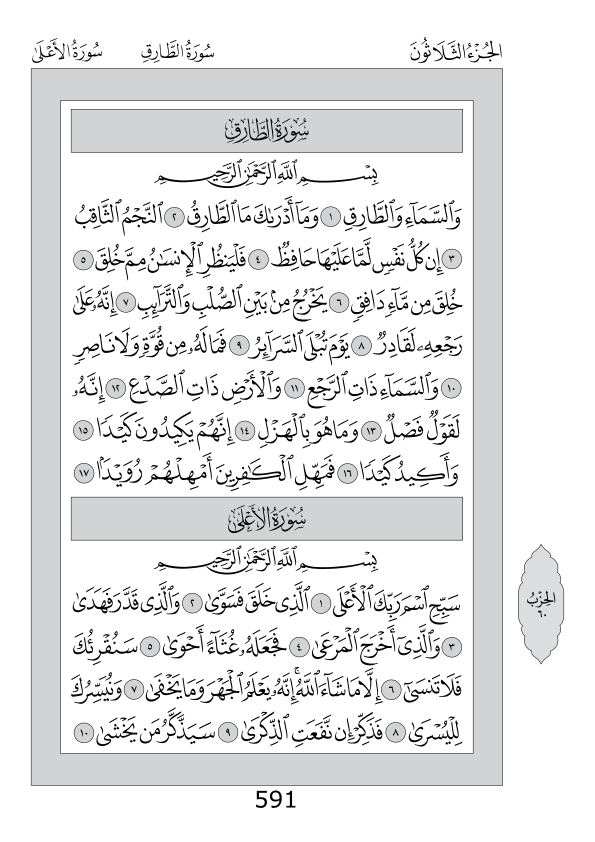 الجُزْءُ الثَّلَاثُونَ سُورَةُ الطَّارِقِ سُورَةُ الأَعْلَىٰ
سُورَةُ الطَّارِقِ
بِسْمِ ٱللَّهِ ٱلرَّحْمَٰنِ ٱلرَّحِيمِ
وَٱلسَّمَآءِ وَٱلطَّارِقِ ١ وَمَآ أَدْرَىٰكَ مَا ٱلطَّارِقُ ٢ ٱلنَّجْمُ ٱلثَّاقِبُ
٣ إِن كُلُّ نَفْسٍ لَّمَّا عَلَيْهَا حَافِظٌ ٤ فَلْيَنظُرِ ٱلْإِنسَٰنُ مِمَّ خُلِقَ ٥
خُلِقَ مِن مَّآءٍ دَافِقٍ ٦ يَخْرُجُ مِنۢ بَيْنِ ٱلصُّلْبِ وَٱلتَّرَآئِبِ ٧ إِنَّهُۥ عَلَىٰ
رَجْعِهِۦ لَقَادِرٌ ٨ يَوْمَ تُبْلَى ٱلسَّرَآئِرُ ٩ فَمَا لَهُۥ مِن قُوَّةٍ وَلَا نَاصِرٍ
١٠ وَٱلسَّمَآءِ ذَاتِ ٱلرَّجْعِ ١١ وَٱلْأَرْضِ ذَاتِ ٱلصَّدْعِ ١٢ إِنَّهُۥ
لَقَوْلٌ فَصْلٌ ١٣ وَمَا هُوَ بِٱلْهَزْلِ ١٤ إِنَّهُمْ يَكِيدُونَ كَيْدًا ١٥
وَأَكِيدُ كَيْدًا ١٦ فَمَهِّلِ ٱلْكَٰفِرِينَ أَمْهِلْهُمْ رُوَيْدًۢا ١٧
سُورَةُ الأَعْلَىٰ
بِسْمِ ٱللَّهِ ٱلرَّحْمَٰنِ ٱلرَّحِيمِ
سَبِّحِ ٱسْمَ رَبِّكَ ٱلْأَعْلَى ١ ٱلَّذِى خَلَقَ فَسَوَّىٰ ٢ وَٱلَّذِى قَدَّرَ فَهَدَىٰ
٣ وَٱلَّذِىٓ أَخْرَجَ ٱلْمَرْعَىٰ ٤ فَجَعَلَهُۥ غُثَآءً أَحْوَىٰ ٥ سَنُقْرِئُكَ
فَلَا تَنسَىٰٓ ٦ إِلَّا مَا شَآءَ ٱللَّهُۚ إِنَّهُۥ يَعْلَمُ ٱلْجَهْرَ وَمَا يَخْفَىٰ ٧ وَنُيَسِّرُكَ
لِلْيُسْرَىٰ ٨ فَذَكِّرْ إِن نَّفَعَتِ ٱلذِّكْرَىٰ ٩ سَيَذَّكَّرُ مَن يَخْشَىٰ ١٠
الحِزْبُ
٦٠
591